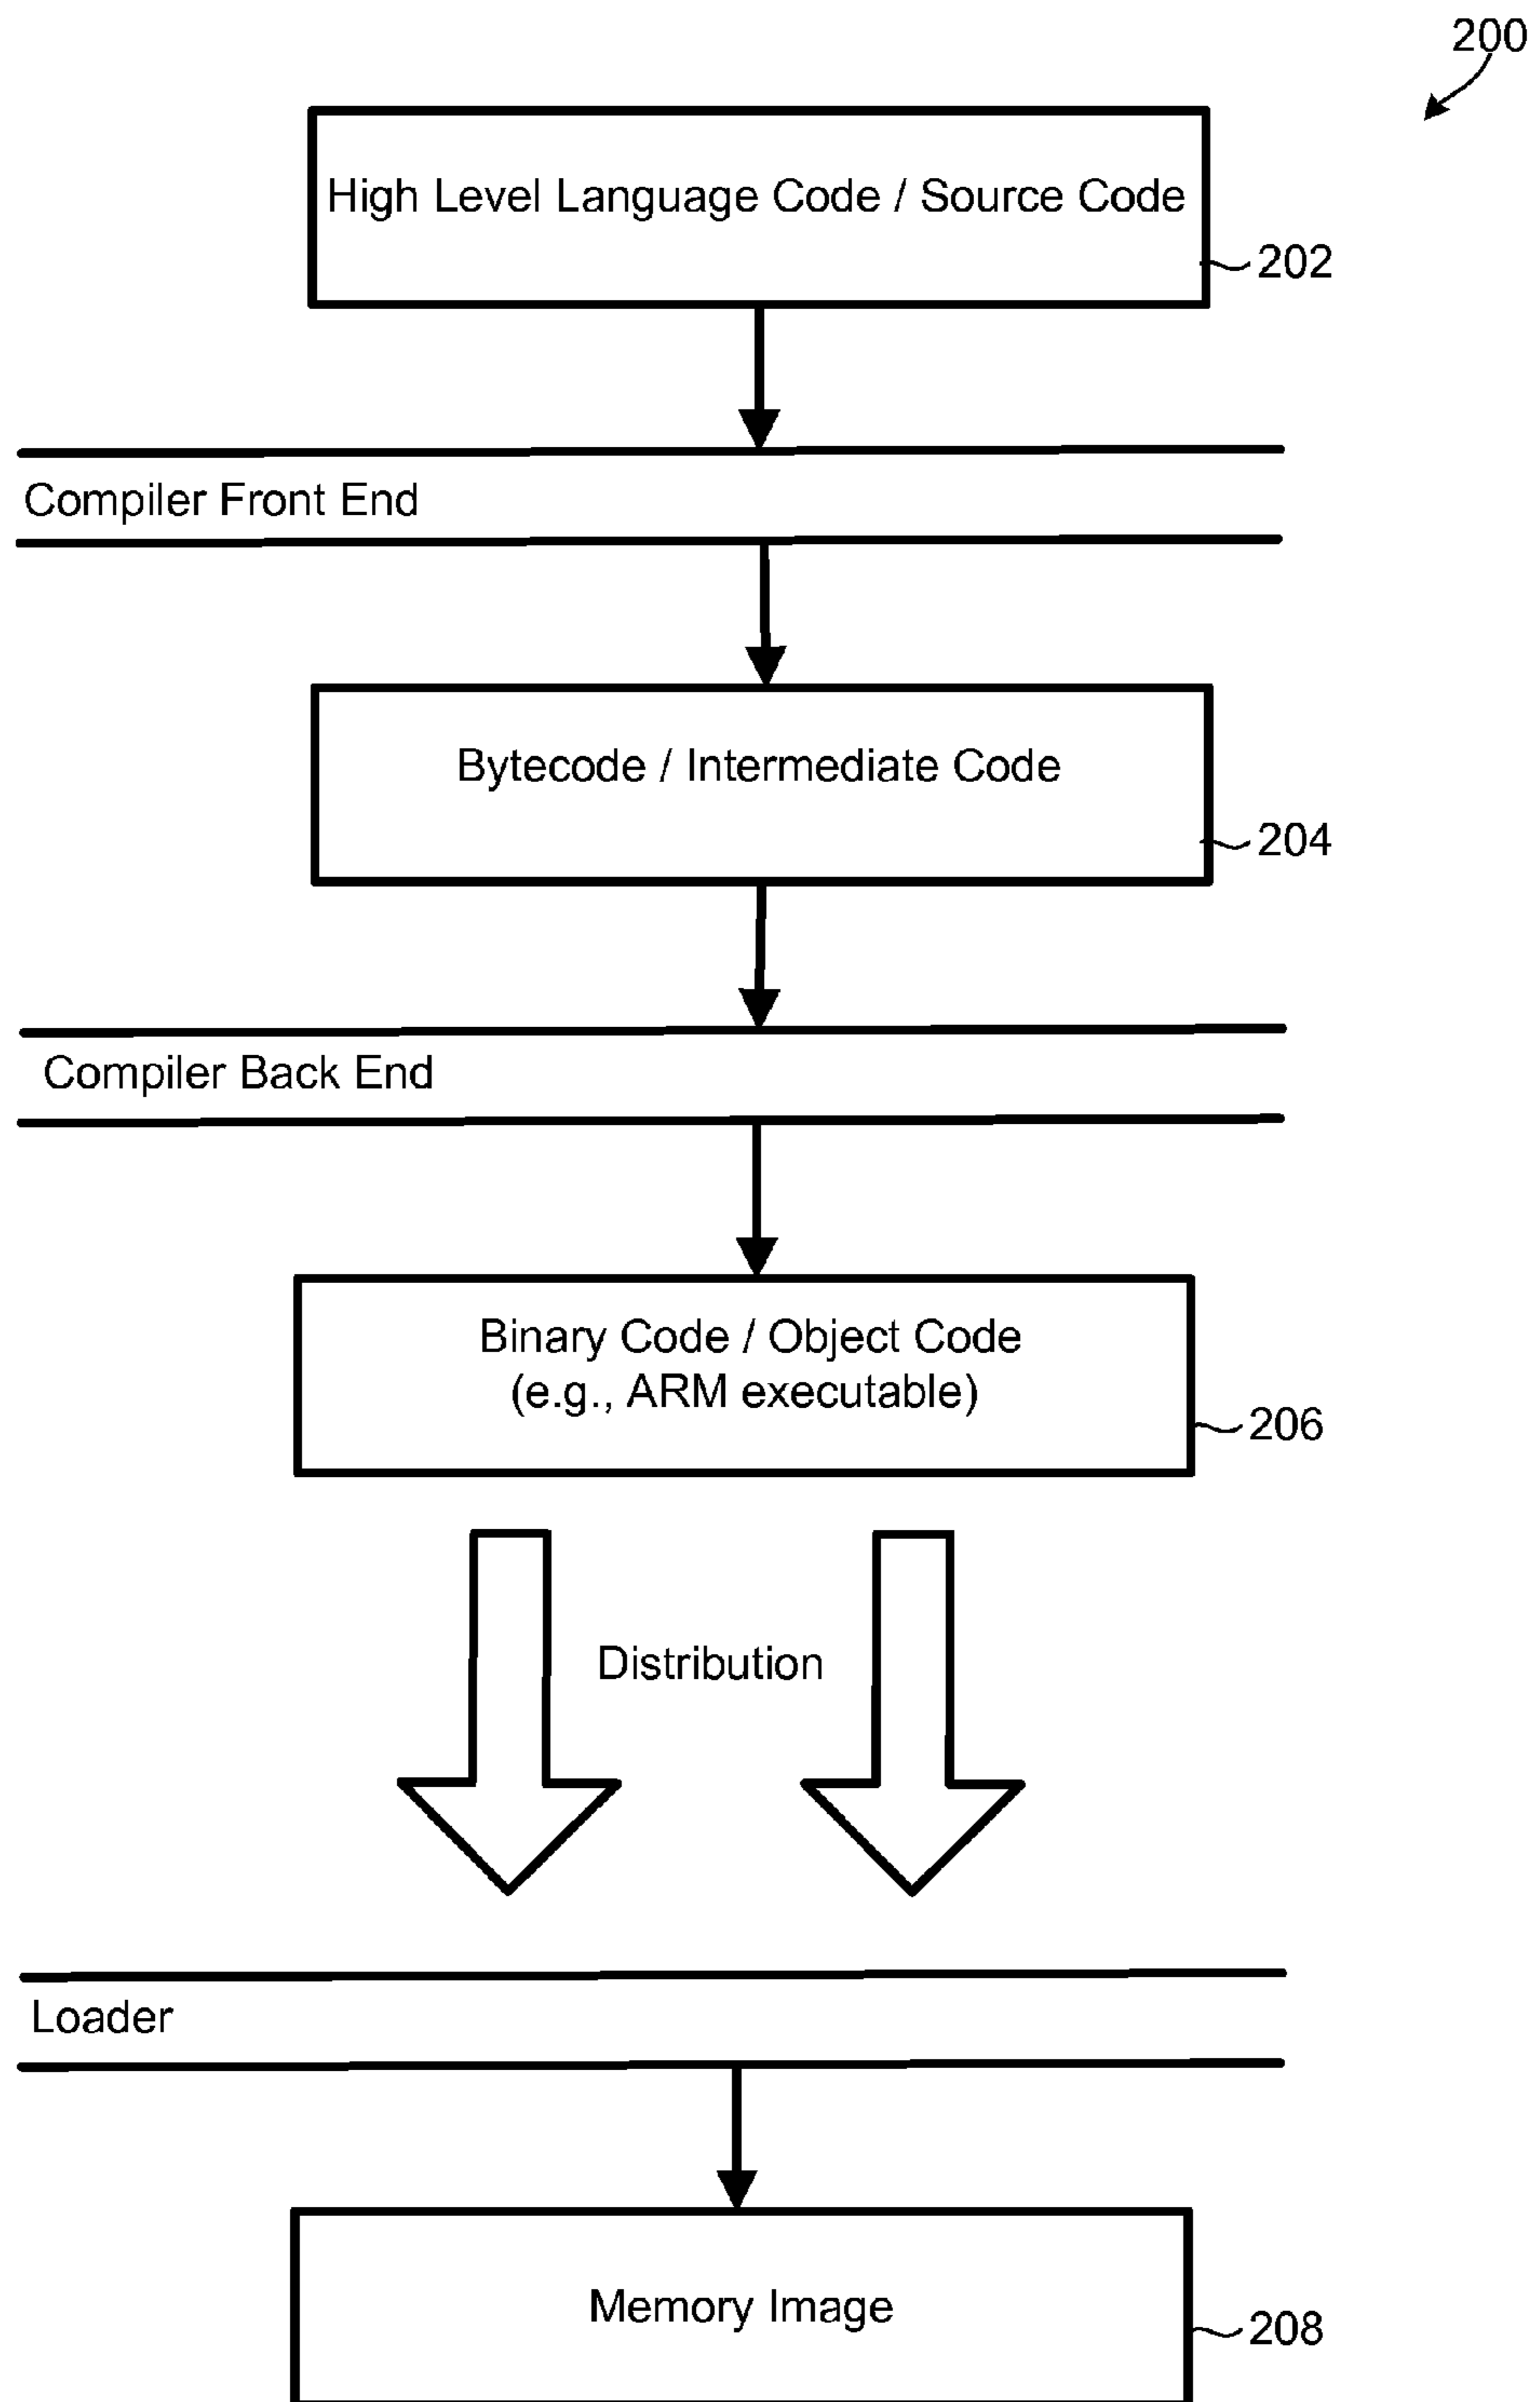 200
High Level Language Code / Source Code
202
Compiler Front End
Bytecode / Intermediate Code
204
Compiler Back End
Binary Code / Object Code
(e.g., ARM executable)
206
Distribution
Loader
Memory Image
208